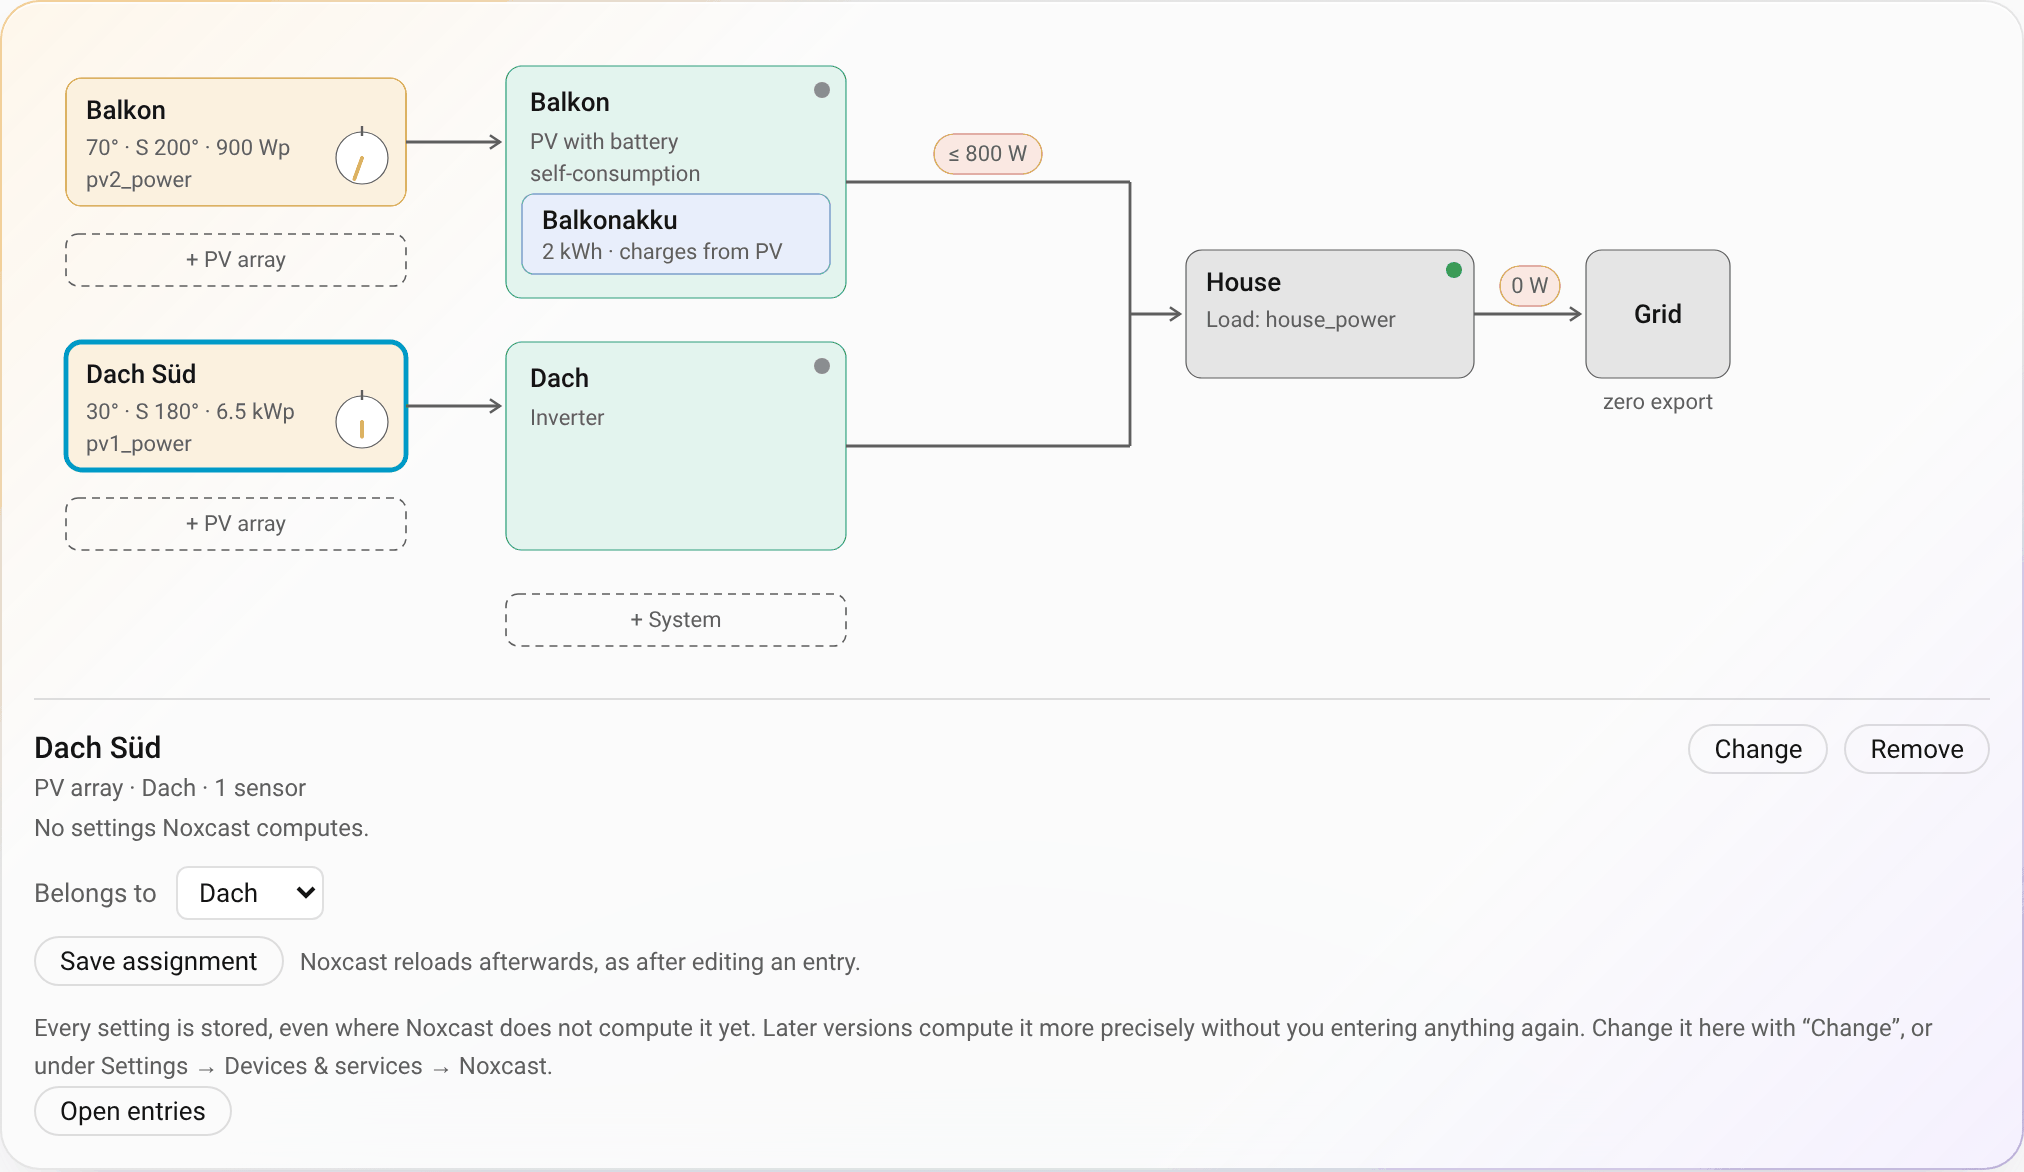 Balkon
70° · S 200° · 900 Wp
pv2_power
+ PV array
Balkon
PV with battery
self-consumption
Balkonakku
2 kWh · charges from PV
≤ 800 W
Dach Süd
30° · S 180° · 6.5 kWp
pv1_power
+ PV array
Dach
Inverter
+ System
House
Load: house_power
0 W
Grid
zero export
Dach Süd
Change
Remove
PV array · Dach · 1 sensor
No settings Noxcast computes.
Belongs to
Dach
Save assignment
Noxcast reloads afterwards, as after editing an entry.
Every setting is stored, even where Noxcast does not compute it yet. Later versions compute it more precisely without you entering anything again. Change it here with “Change”, or
under Settings → Devices & services → Noxcast.
Open entries